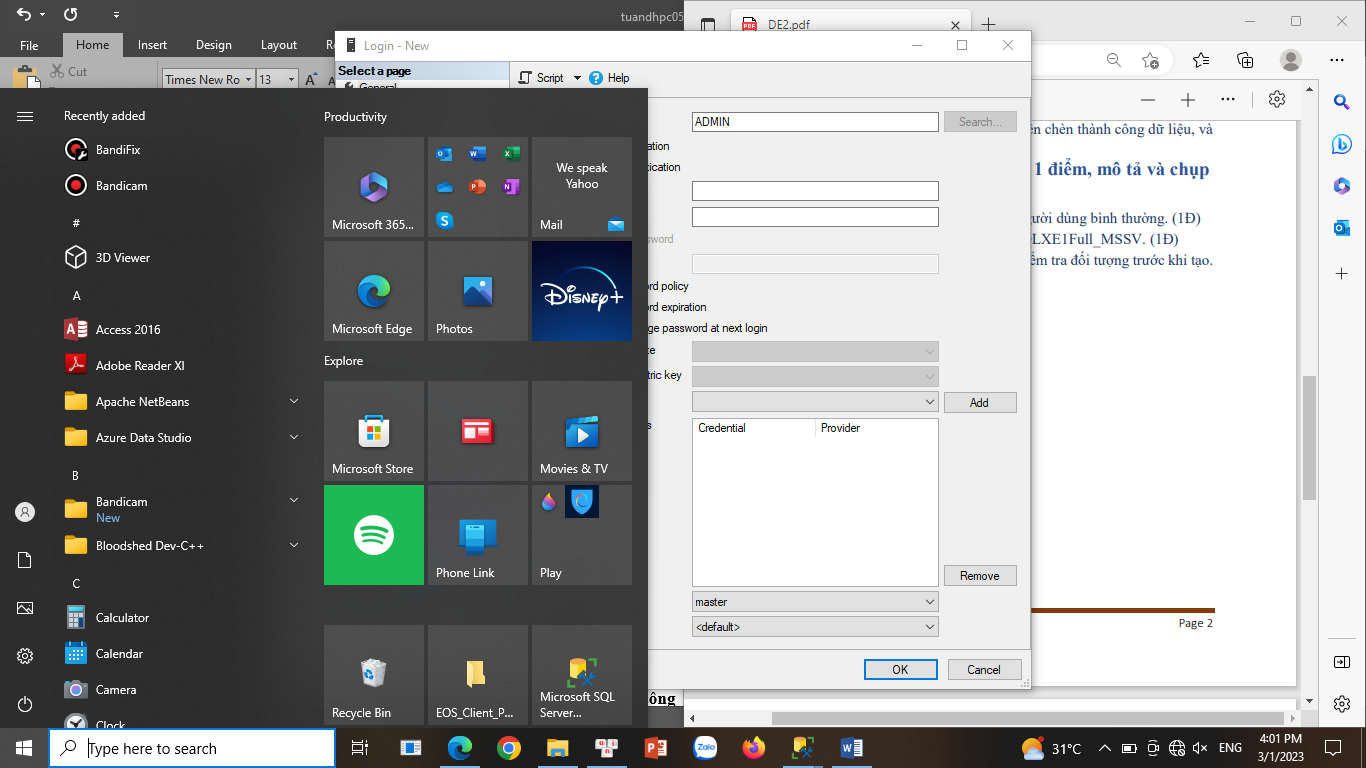 tuandhpc05
File
Home
Insert
Design
Layout
Cut
Times New Ro
13
A
Login - New
Select a page
General
Script
Help
DE2.pdf
ADMIN
Search...
ation
tication
sword
ord policy
ord expiration
ge password at next login
te
tric key
Add
s
Credential
Provider
Remove
master
<default>
OK
Cancel
ên chèn thành công dữ liệu, và
1 điểm, mô tả và chụp
ười dùng bình thường. (1Đ)
LXE1Full_MSSV. (1Đ)
ểm tra đối tượng trước khi tạo.
Page 2
ông
Recently added
BandiFix
Bandicam
#
3D Viewer
A
Access 2016
Adobe Reader XI
Apache NetBeans
Azure Data Studio
B
Bandicam
New
Bloodshed Dev-C++
C
Calculator
Calendar
Camera
Clock
Productivity
Microsoft 365...
We speak
Yahoo
Mail
Microsoft Edge
Photos
Disney+
Explore
Microsoft Store
Movies & TV
Phone Link
Play
Recycle Bin
EOS_Client_P...
Microsoft SQL
Server...
Type here to search
Zalo
31°C
ENG
4:01 PM
3/1/2023